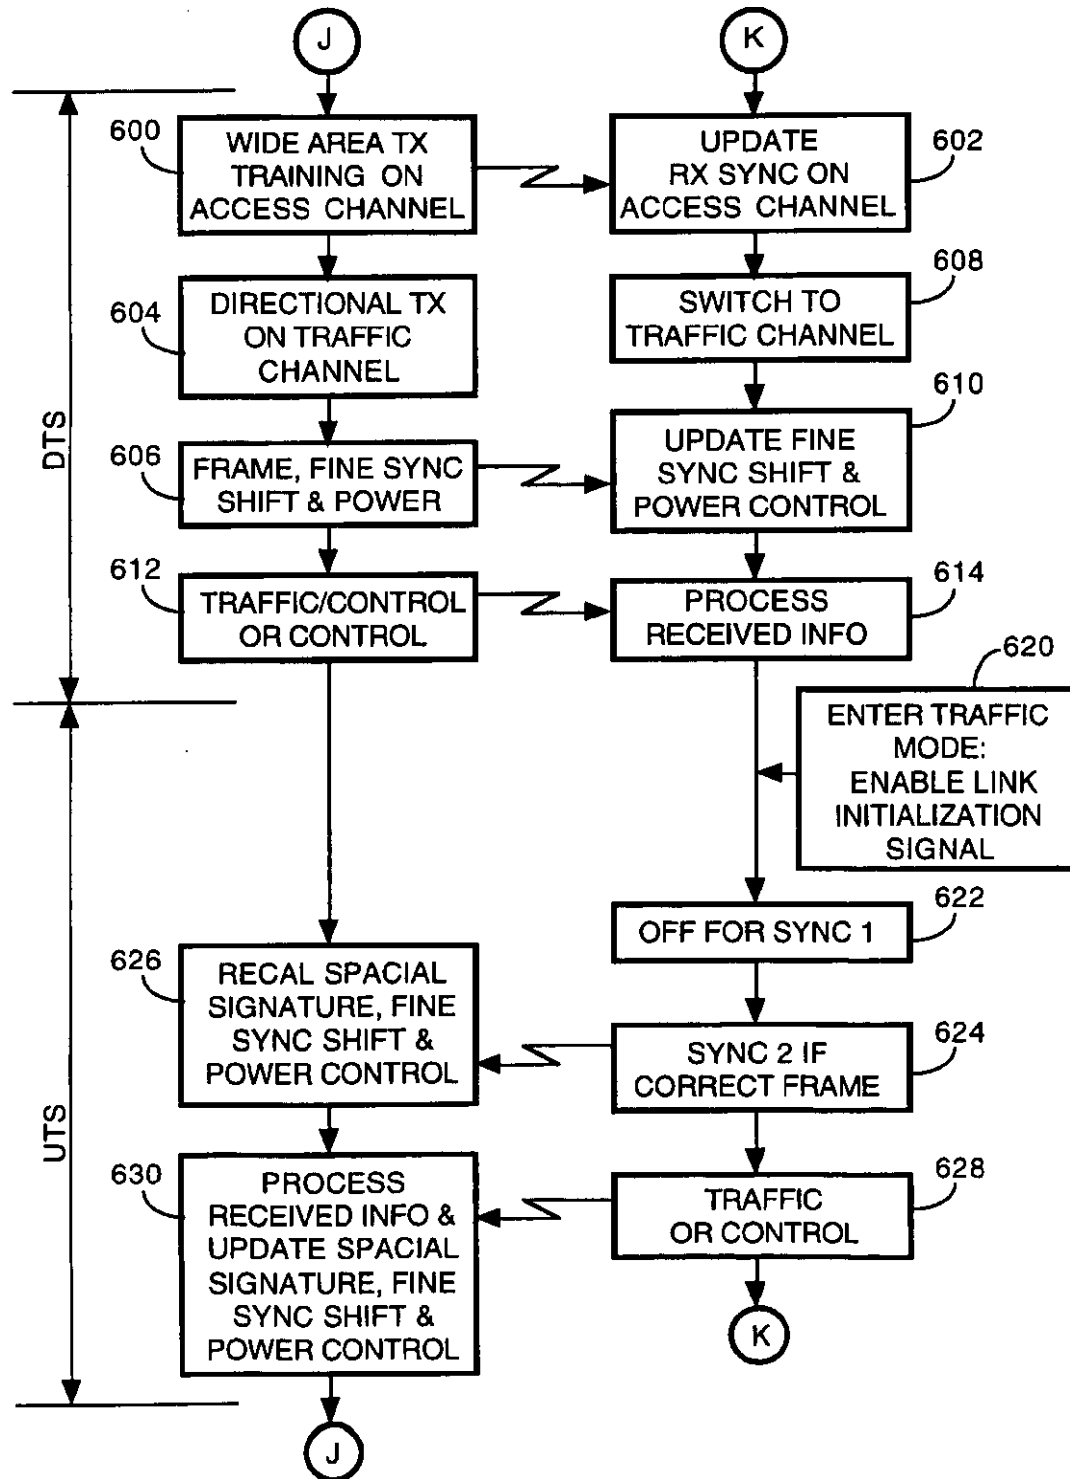 J
K
600
WIDE AREA TX
TRAINING ON
ACCESS CHANNEL
UPDATE
RX SYNC ON
ACCESS CHANNEL
602
604
DIRECTIONAL TX
ON TRAFFIC
CHANNEL
SWITCH TO
TRAFFIC CHANNEL
608
DTS
606
FRAME, FINE SYNC
SHIFT & POWER
UPDATE FINE
SYNC SHIFT &
POWER CONTROL
610
612
TRAFFIC/CONTROL
OR CONTROL
PROCESS
RECEIVED INFO
614
620
ENTER TRAFFIC
MODE:
ENABLE LINK
INITIALIZATION
SIGNAL
OFF FOR SYNC 1
622
UTS
626
RECAL SPACIAL
SIGNATURE, FINE
SYNC SHIFT &
POWER CONTROL
SYNC 2 IF
CORRECT FRAME
624
630
PROCESS
RECEIVED INFO &
UPDATE SPACIAL
SIGNATURE, FINE
SYNC SHIFT &
POWER CONTROL
TRAFFIC
OR CONTROL
628
K
J